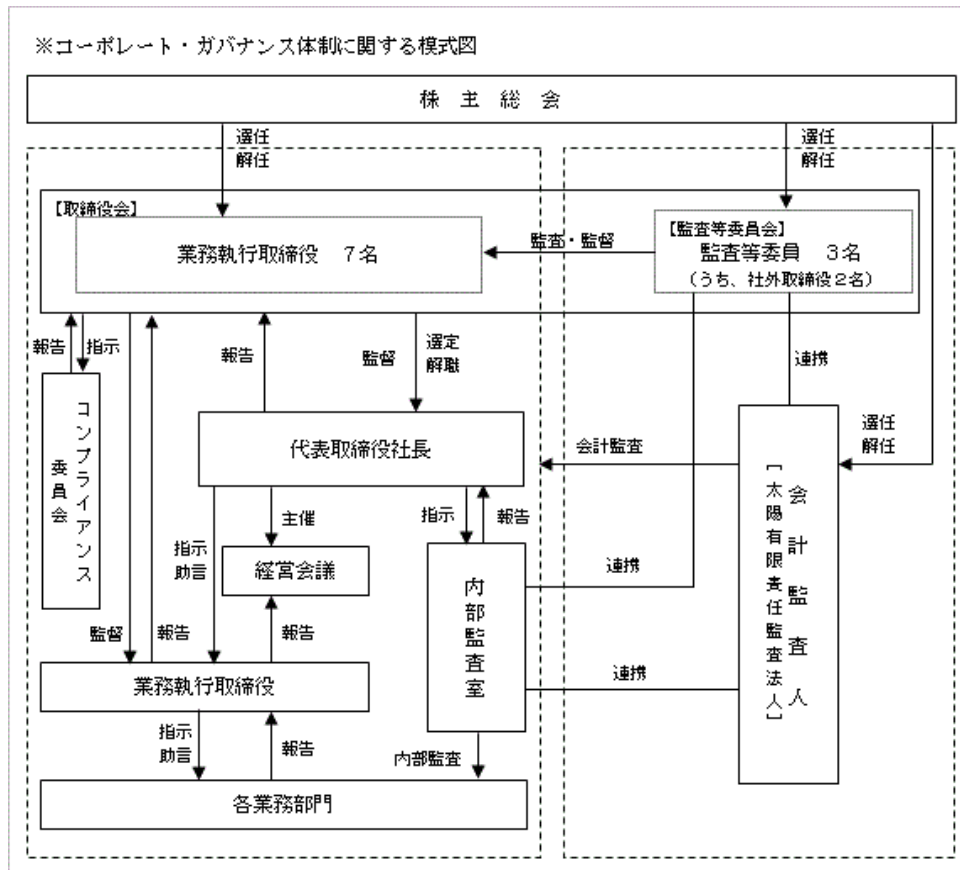 ※コーポレート・ガバナンス体制に関する模式図
株主総会
選任
解任
選任
解任
【取締役会】
業務執行取締役 7名
監査・監督
【監査等委員会】
監査等委員 3名
(うち、社外取締役2名)
報告
指示
報告
監督
選定
解職
連携
コンプライアンス
委員会
代表取締役社長
会計監査
選任
解任
指示
助言
主催
指示
報告
経営会議
内部監査室
連携
会計監査人
[太陽有限責任監査法人]
監督
報告
報告
業務執行取締役
連携
指示
助言
報告
内部監査
各業務部門